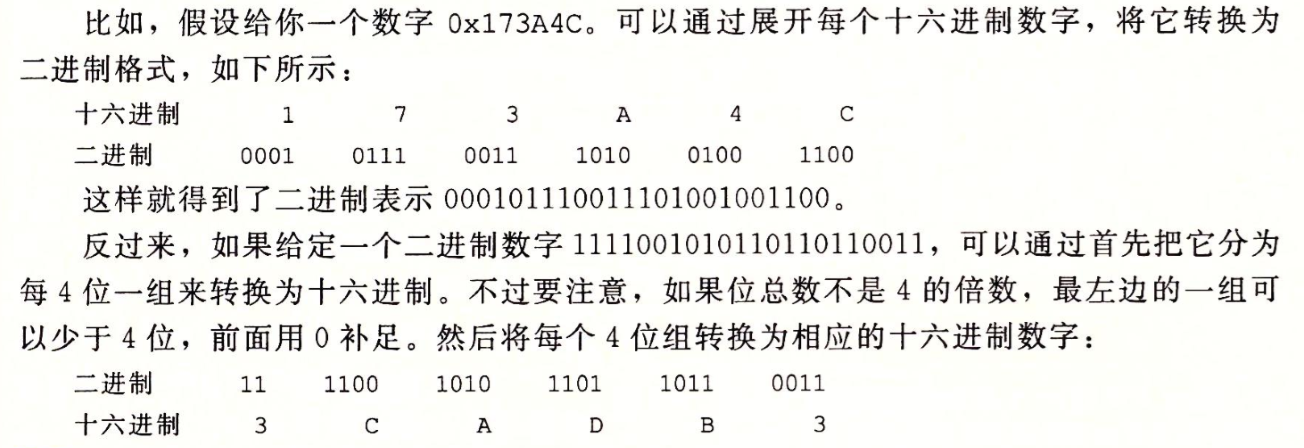 比如，假设给你一个数字 0x173A4C。可以通过展开每个十六进制数字，将它转换为
二进制格式，如下所示：
十六进制 1 7 3 A 4 C
二进制 0001 0111 0011 1010 0100 1100
这样就得到了二进制表示 000101110011101001001100。
反过来，如果给定一个二进制数字 1111001010110110110011，可以通过首先把它分为
每 4 位一组来转换为十六进制。不过要注意，如果位总数不是 4 的倍数，最左边的一组可
以少于 4 位，前面用 0 补足。然后将每个 4 位组转换为相应的十六进制数字：
二进制 11 1100 1010 1101 1011 0011
十六进制 3 C A D B 3